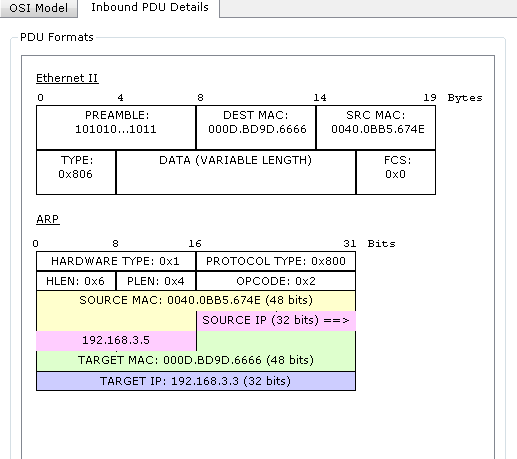 OSI Model Inbound PDU Details
PDU Formats
Ethernet II
0 4 8 14 19 Bytes
PREAMBLE: DEST MAC: SRC MAC:
101010...1011 000D.BD9D.6666 0040.0BB5.674E
TYPE: DATA (VARIABLE LENGTH) FCS:
0x806 0x0
ARP
0 8 16 31 Bits
HARDWARE TYPE: 0x1 PROTOCOL TYPE: 0x800
HLEN: 0x6 PLEN: 0x4 OPCODE: 0x2
SOURCE MAC: 0040.0BB5.674E (48 bits)
SOURCE IP (32 bits) ==>
192.168.3.5
TARGET MAC: 000D.BD9D.6666 (48 bits)
TARGET IP: 192.168.3.3 (32 bits)